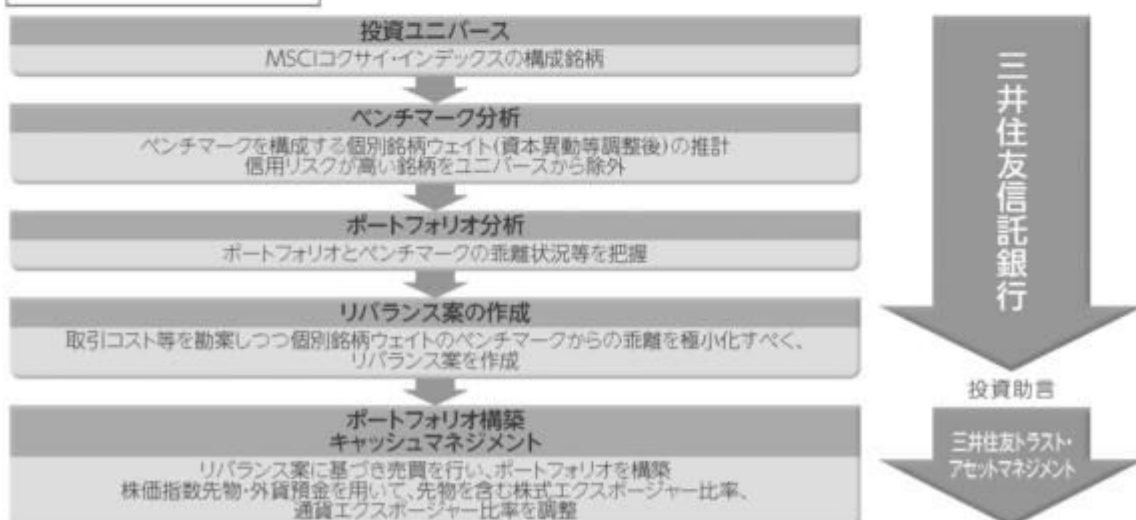 投資ユニバース
MSCIコクサイ・インデックスの構成銘柄
ベンチマーク分析
ベンチマークを構成する個別銘柄ウェイト(資本異動等調整後)の推計
信用リスクが高い銘柄をユニバースから除外
ポートフォリオ分析
ポートフォリオとベンチマークの乖離状況等を把握
リバランス案の作成
取引コスト等を勘案しつつ個別銘柄ウェイトのベンチマークからの乖離を極小化すべく、
リバランス案を作成
ポートフォリオ構築
キャッシュマネジメント
リバランス案に基づき売買を行い、ポートフォリオを構築
株価指数先物・外貨預金を用いて、先物を含む株式エクスポージャー比率、
通貨エクスポージャー比率を調整
三井住友信託銀行
投資助言
三井住友トラスト・
アセットマネジメント